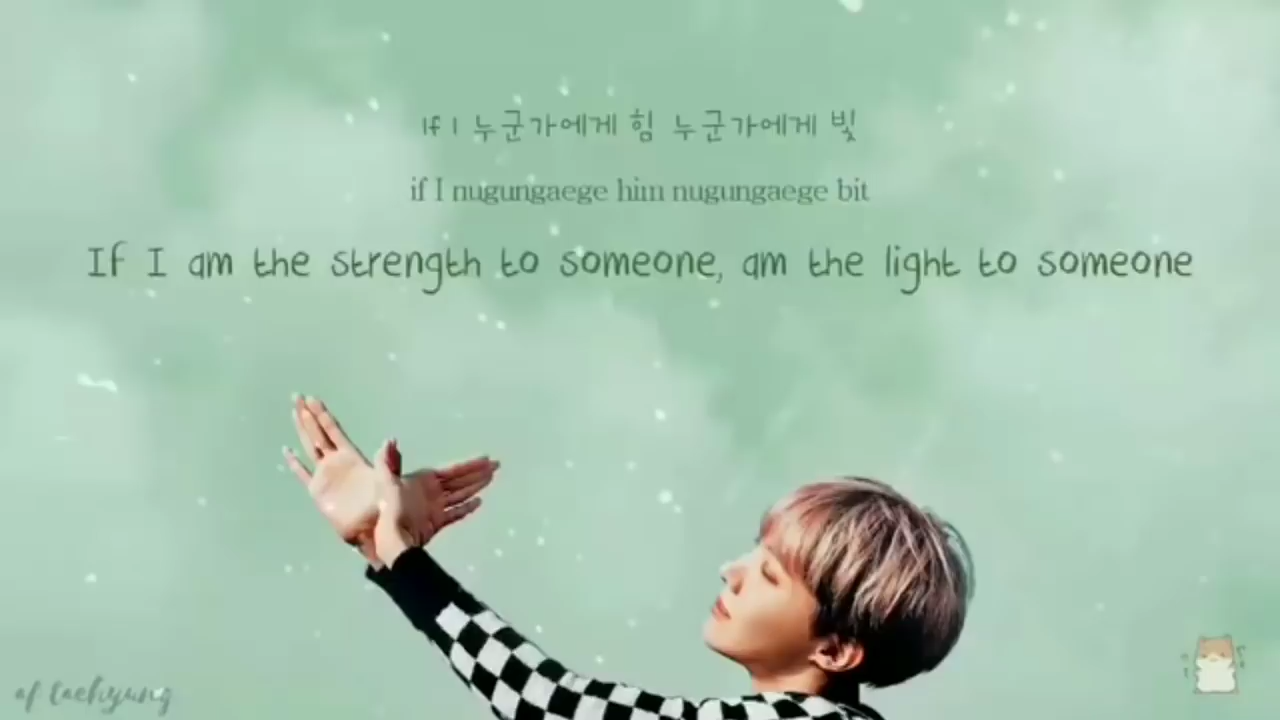 If I 누군가에게 힘 누군가에게 빛
if I nugungaege him nugungaege bit
If I am the strength to someone, am the light to someone
af taehyung